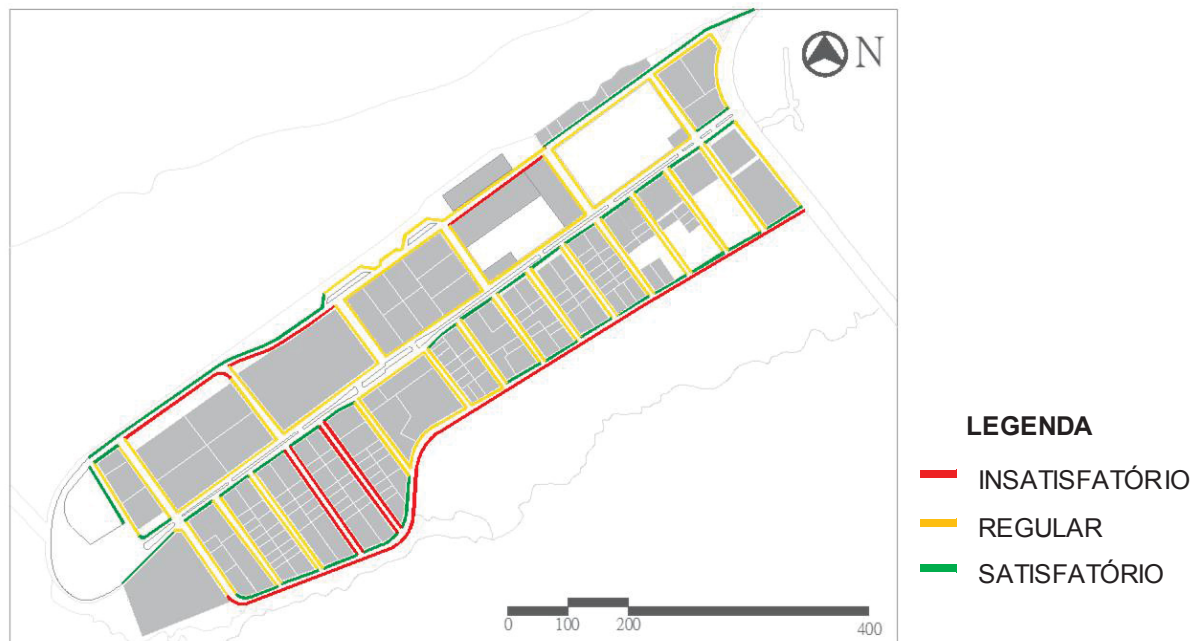 N
LEGENDA
INSATISFATÓRIO
REGULAR
SATISFATÓRIO
0 100 200 400